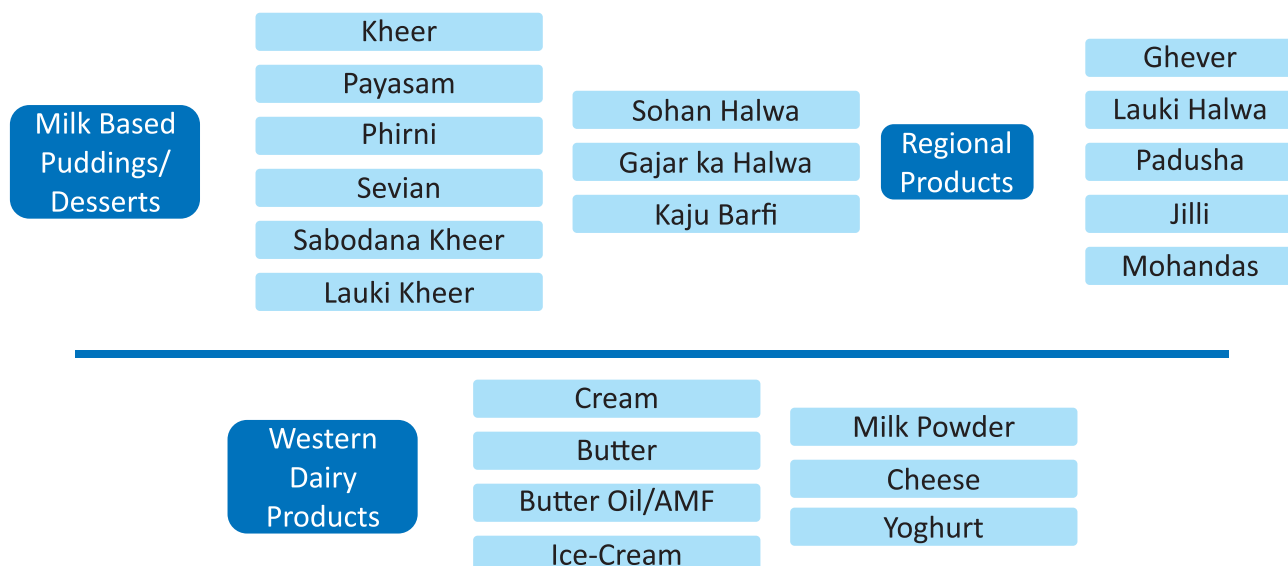 Milk Based
Puddings/
Desserts
Kheer
Payasam
Phirni
Sevian
Sabodana Kheer
Lauki Kheer
Sohan Halwa
Gajar ka Halwa
Kaju Barfi
Regional
Products
Ghever
Lauki Halwa
Padusha
Jilli
Mohandas
Western
Dairy
Products
Cream
Butter
Butter Oil/AMF
Ice-Cream
Milk Powder
Cheese
Yoghurt